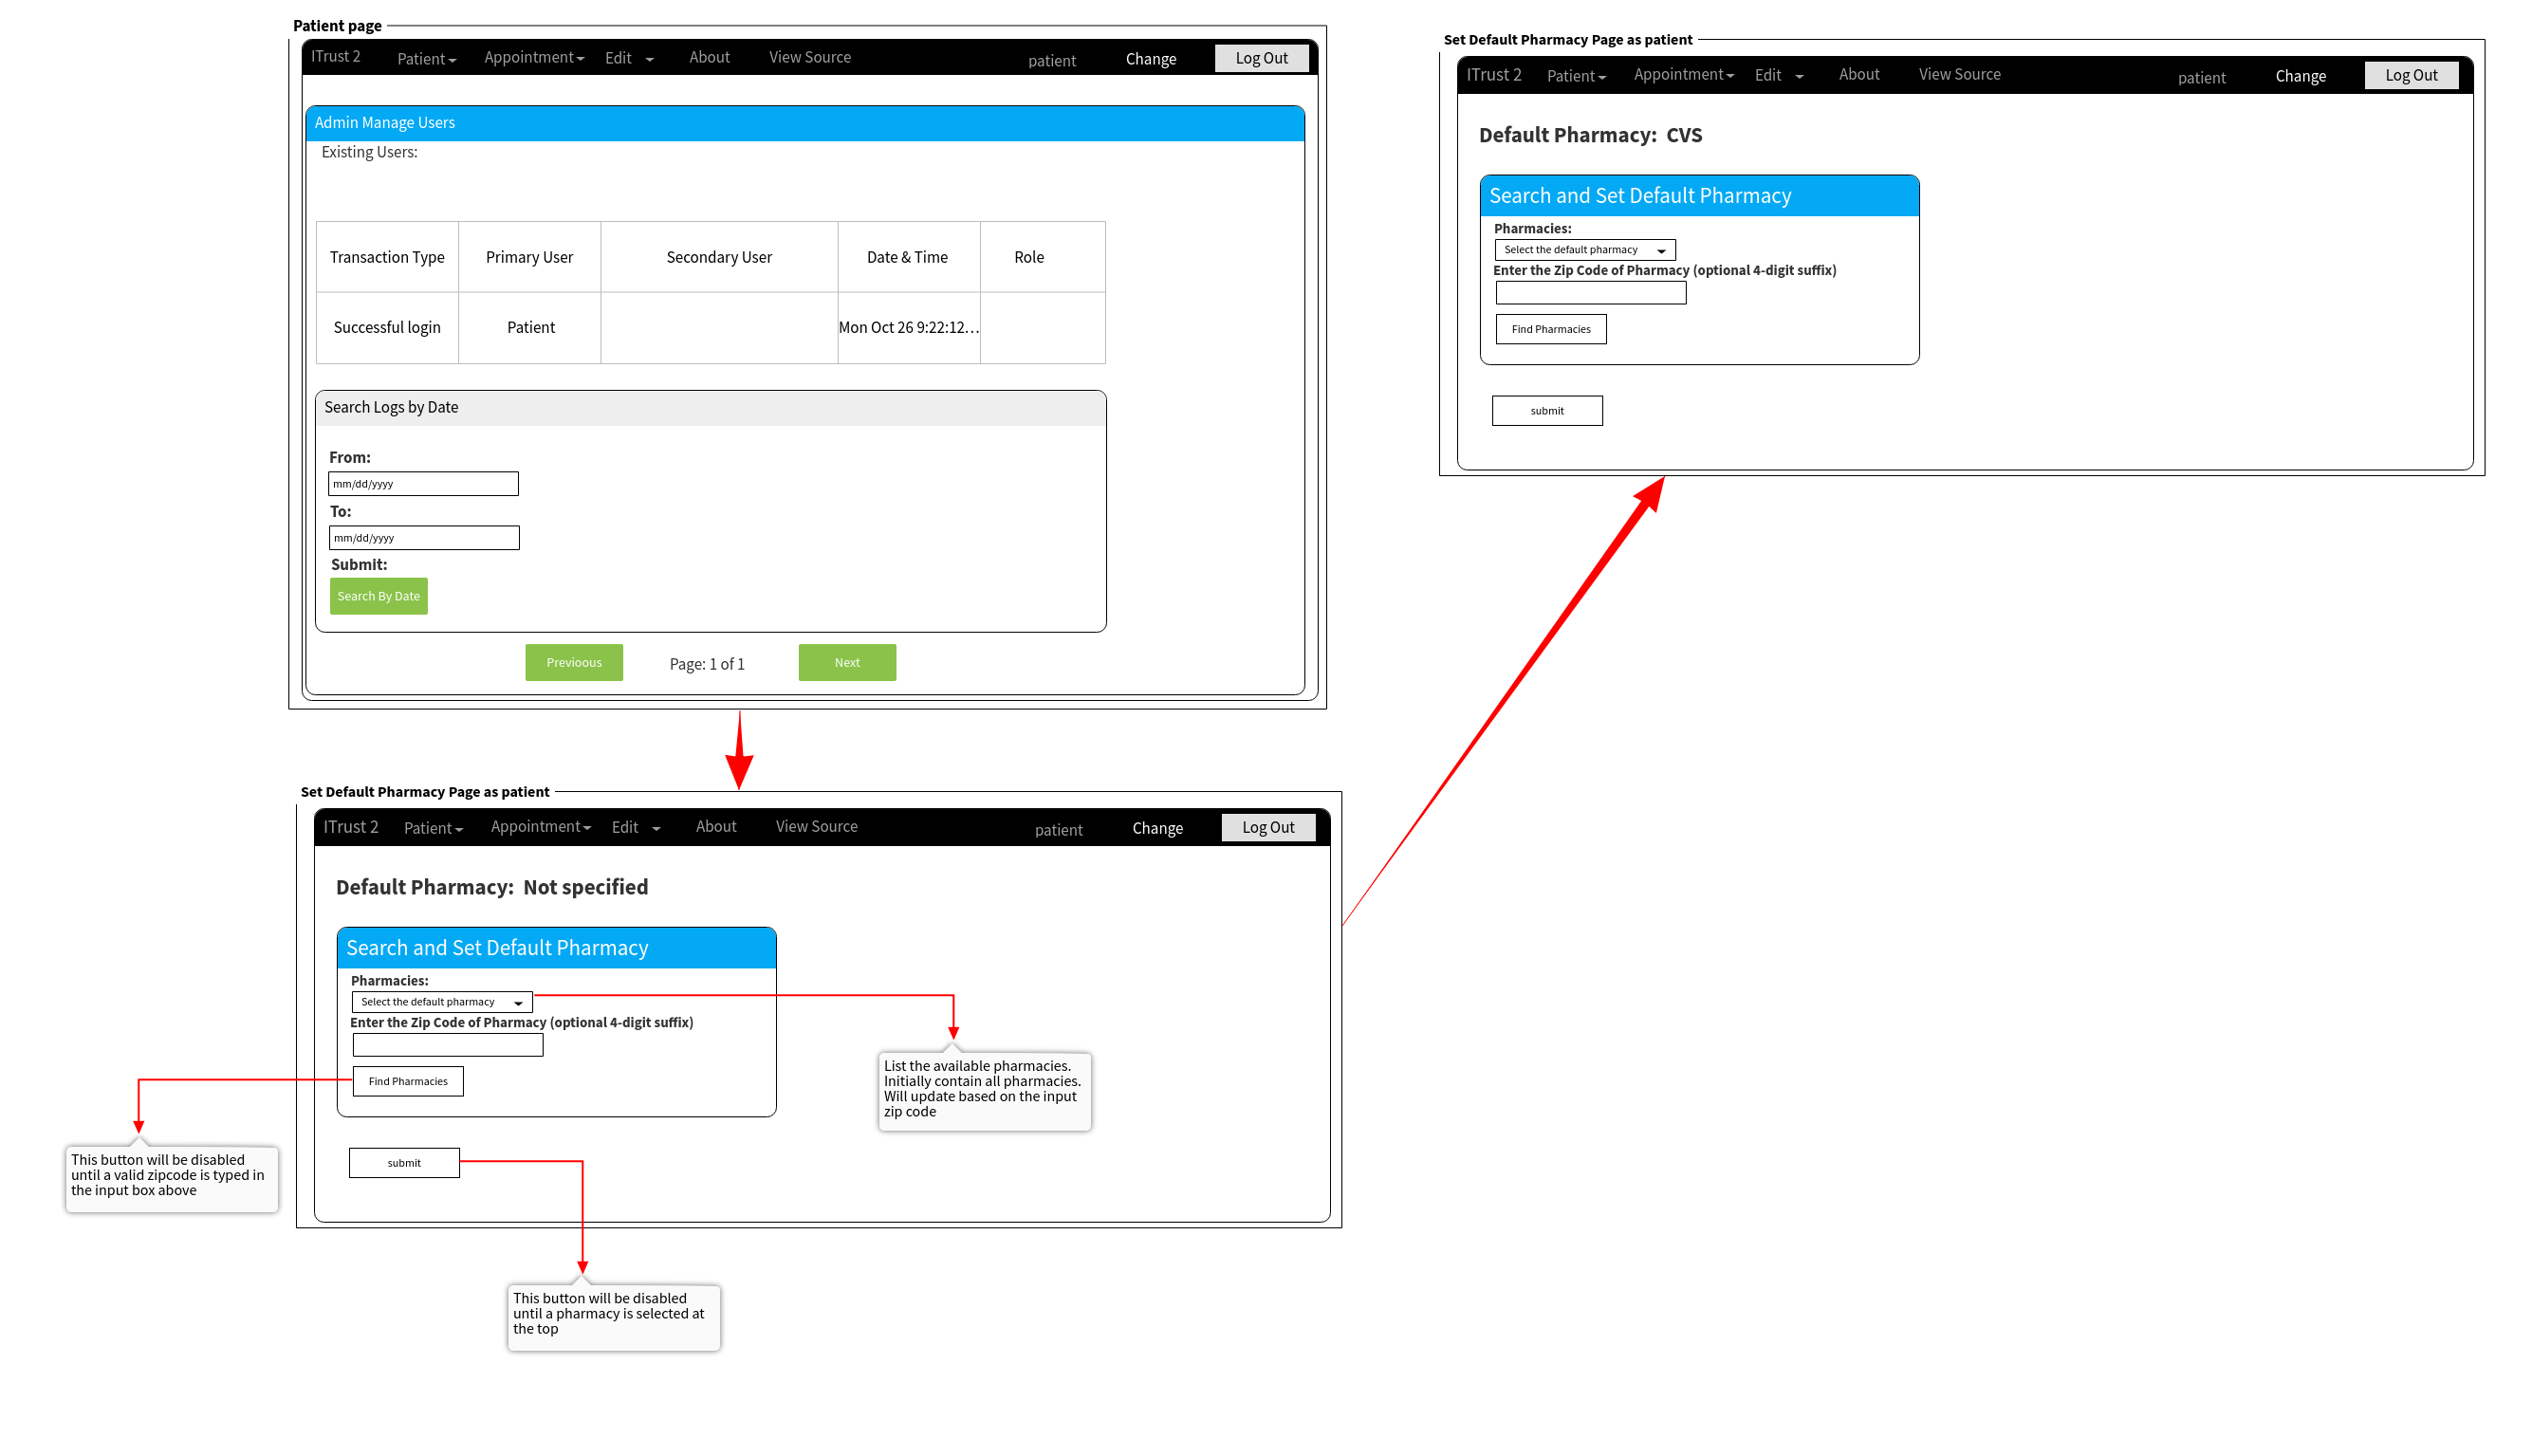 Patient page
ITrust 2 Patient Appointment Edit About View Source patient Change Log Out
Admin Manage Users
Existing Users:
Transaction Type Primary User Secondary User Date & Time Role
Successful login Patient Mon Oct 26 9:22:12...
Search Logs by Date
From:
mm/dd/yyyy
To:
mm/dd/yyyy
Submit:
Search By Date
Previoous Page: 1 of 1 Next
Set Default Pharmacy Page as patient
ITrust 2 Patient Appointment Edit About View Source patient Change Log Out
Default Pharmacy: CVS
Search and Set Default Pharmacy
Pharmacies:
Select the default pharmacy
Enter the Zip Code of Pharmacy (optional 4-digit suffix)
Find Pharmacies
submit
Set Default Pharmacy Page as patient
ITrust 2 Patient Appointment Edit About View Source patient Change Log Out
Default Pharmacy: Not specified
Search and Set Default Pharmacy
Pharmacies:
Select the default pharmacy
Enter the Zip Code of Pharmacy (optional 4-digit suffix)
Find Pharmacies
submit
List the available pharmacies.
Initially contain all pharmacies.
Will update based on the input
zip code
This button will be disabled
until a valid zipcode is typed in
the input box above
This button will be disabled
until a pharmacy is selected at
the top